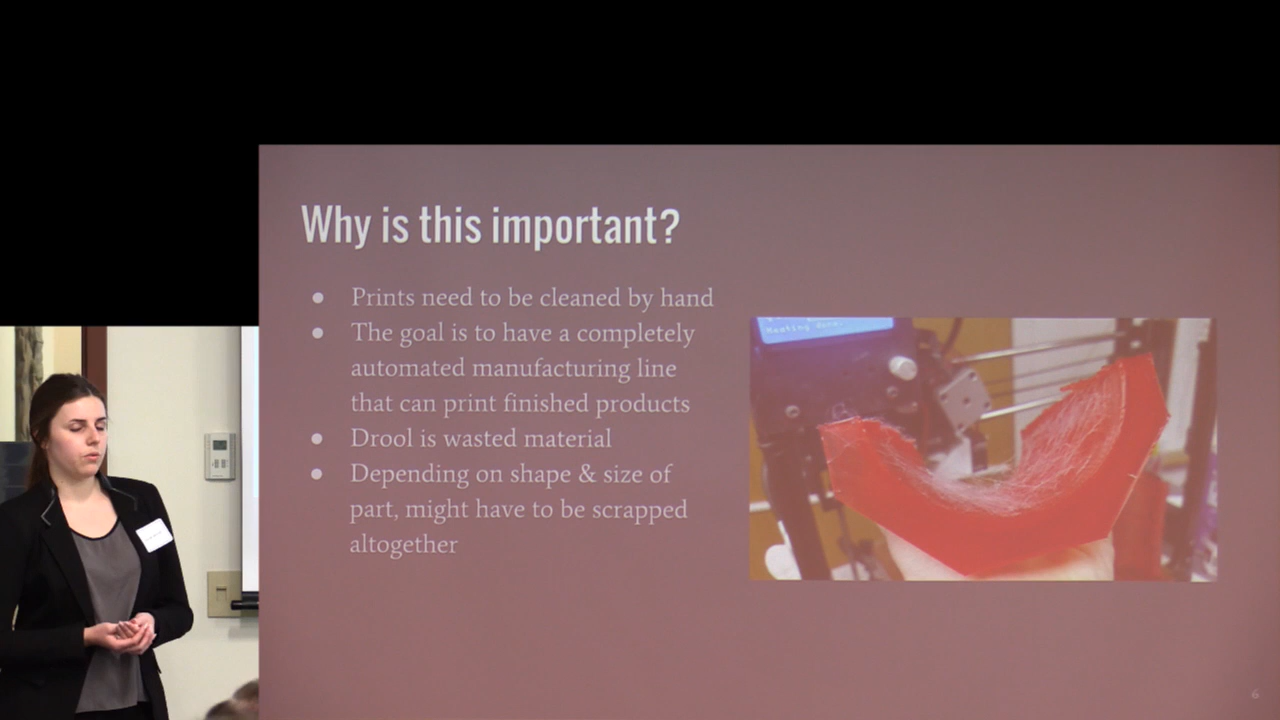 Why is this important?
● Prints need to be cleaned by hand
● The goal is to have a completely
automated manufacturing line
that can print finished products
● Drool is wasted material
● Depending on shape & size of
part, might have to be scrapped
altogether
6